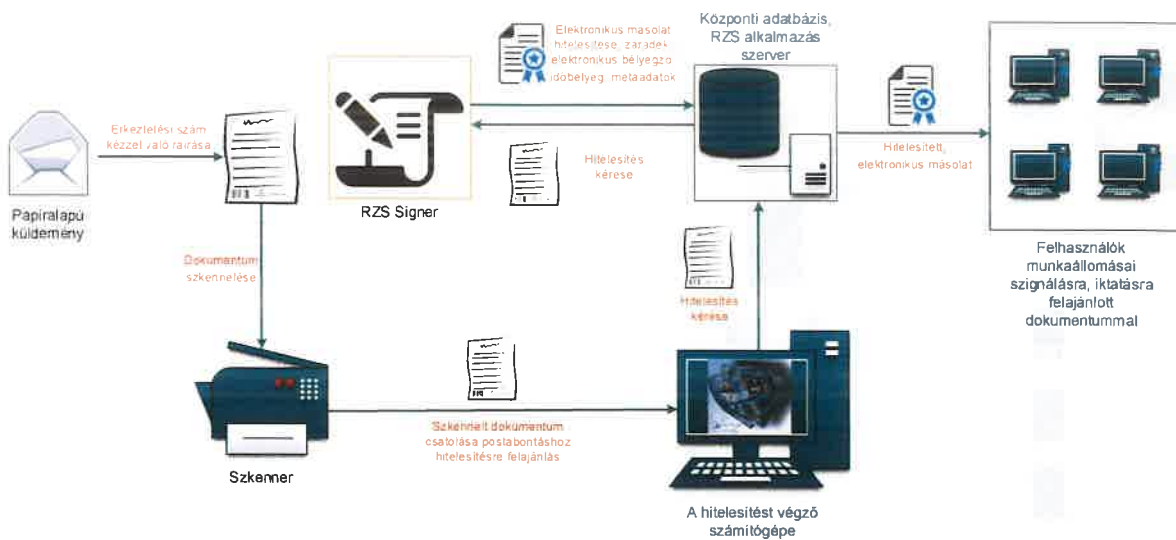 Papíralapú
küldemény
Érkeztetési szám
kézzel való ráírása
Dokumentum
szkennelése
Szkenner
Szkennelt dokumentum
csatolása postabontáshoz
hitelesítésre felajánlás
A hitelesítést végző
számítógépe
Hitelesítés
kérése
Központi adatbázis,
RZS alkalmazás
szerver
Hitelesítés
kérése
RZS Signer
Elektronikus másolat
hitelesítése, záradék
elektronikus bélyegző
időbélyeg, metaadatok
Hitelesített,
elektronikus másolat
Felhasználók
munkaállomásai
szignálásra, iktatásra
felajánlott
dokumentummal